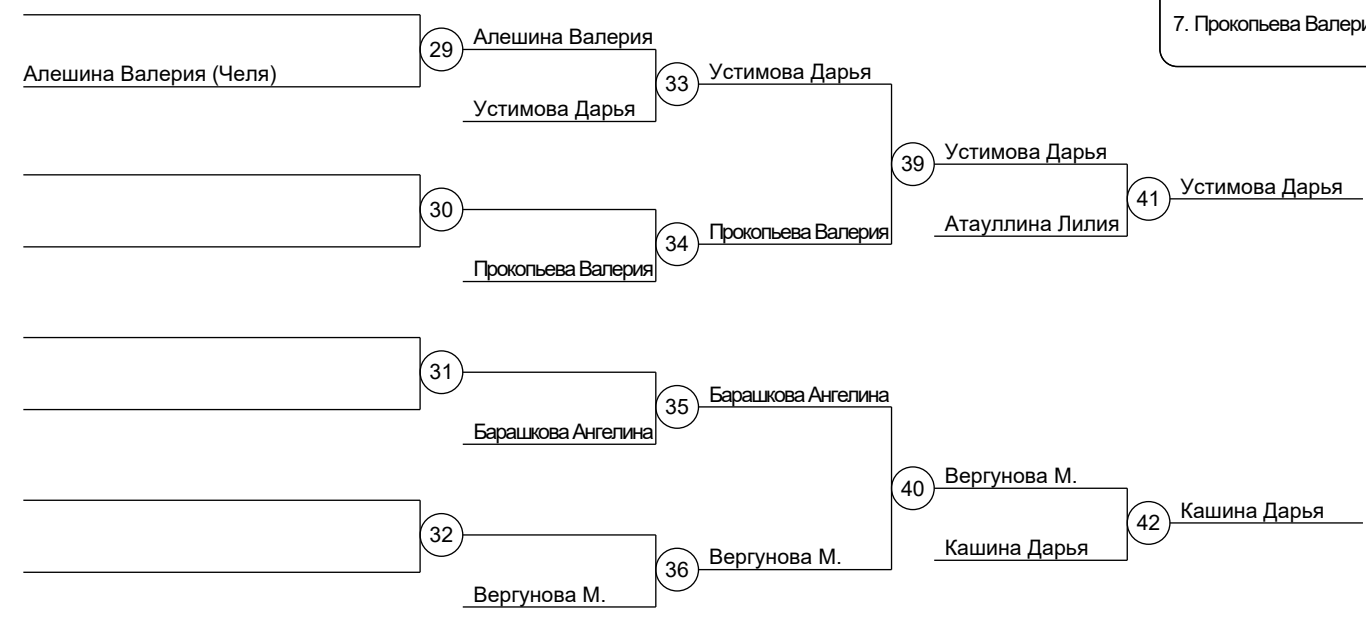 7. Прокопьева Валери
29
Алешина Валерия
Алешина Валерия (Челя)
33
Устимова Дарья
Устимова Дарья
39
Устимова Дарья
41
Устимова Дарья
30
34
Прокопьева Валерия
Атауллина Лилия
Прокопьева Валерия
31
35
Барашкова Ангелина
Барашкова Ангелина
40
Вергунова М.
42
Кашина Дарья
32
36
Вергунова М.
Кашина Дарья
Вергунова М.